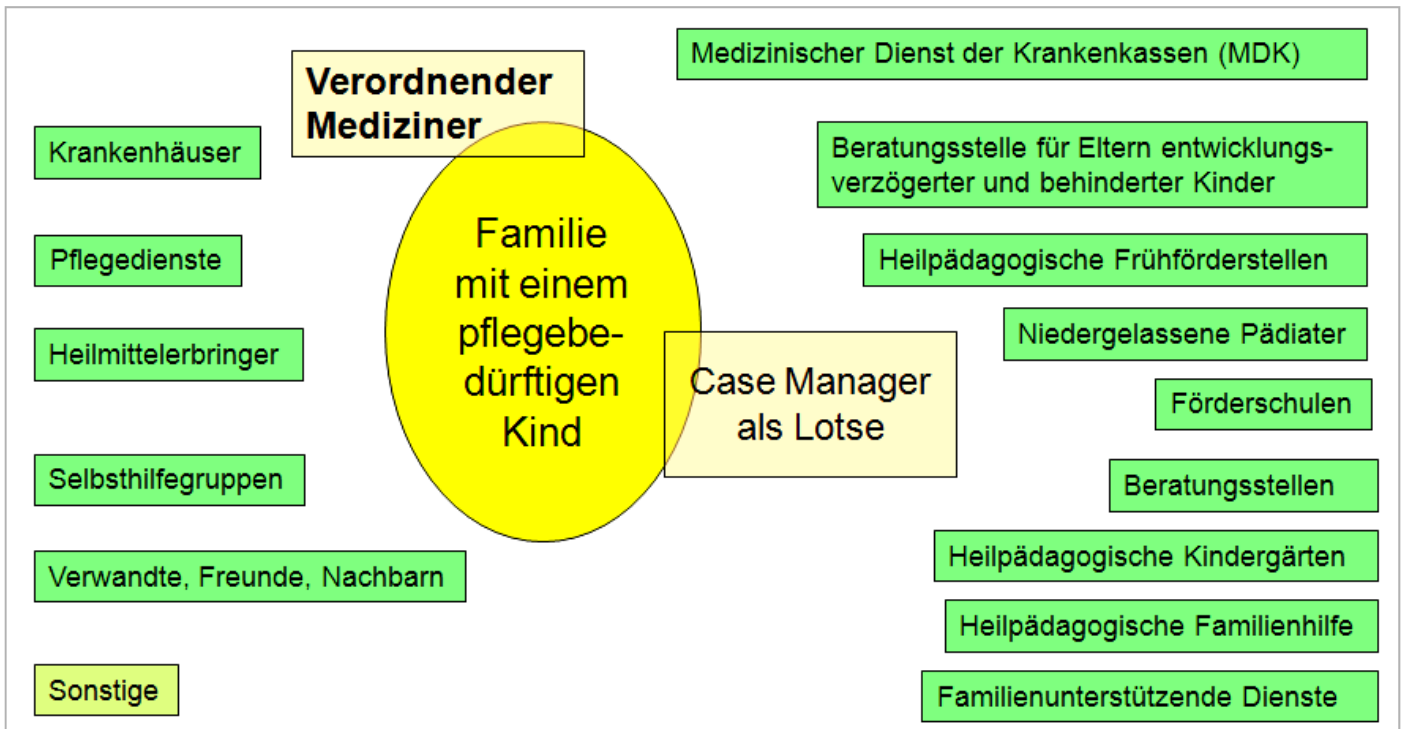 Verordnender
Mediziner
Medizinischer Dienst der Krankenkassen (MDK)
Krankenhäuser
Beratungsstelle für Eltern entwicklungs-
verzögerter und behinderter Kinder
Pflegedienste
Familie
mit einem
pflegebe-
dürftigen
Kind
Heilpädagogische Frühförderstellen
Heilmittelerbringer
Niedergelassene Pädiater
Case Manager
als Lotse
Förderschulen
Selbsthilfegruppen
Beratungsstellen
Verwandte, Freunde, Nachbarn
Heilpädagogische Kindergärten
Heilpädagogische Familienhilfe
Sonstige
Familienunterstützende Dienste